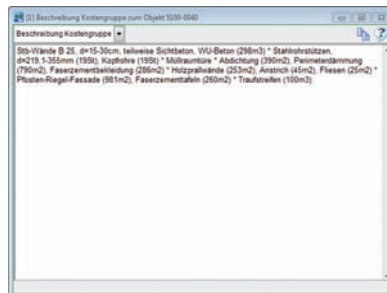 [1] Beschreibung Kostengruppe zum Objekt 5100-0040
Beschreibung Kostengruppe
Stb-Wände B 25, d=15-30cm, teilweise Sichtbeton, WU-Beton (298m3) * Stahlrohrstützen,
d=219,1-355mm (19St), Kopfrohre (19St) * Müllraumtüre * Abdichtung (390m2), Perimeterdämmung
(790m2), Faserzementbekleidung (286m2) * Holzprallwände (253m2), Anstrich (45m2), Fliesen (25m2) *
Pfosten-Riegel-Fassade (981m2), Faserzementtafeln (260m2) * Traufstreifen (100m3)